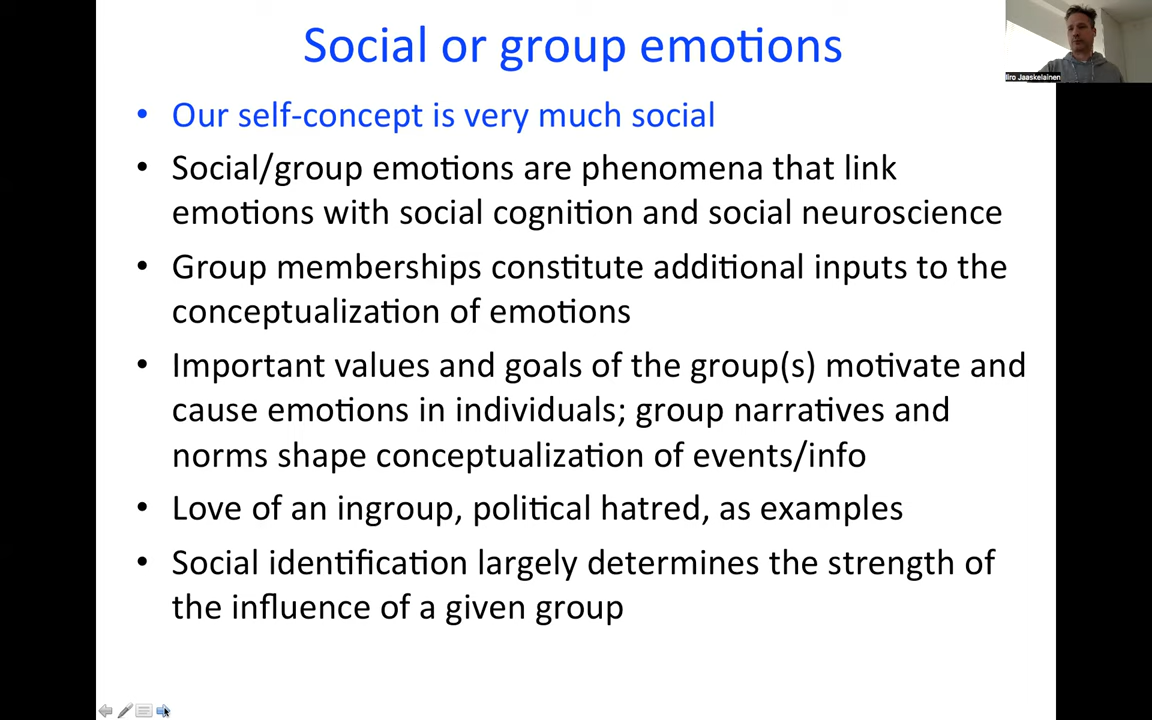 Social or group emotions
Iiro Jaaskelainen
• Our self-concept is very much social
• Social/group emotions are phenomena that link
emotions with social cognition and social neuroscience
• Group memberships constitute additional inputs to the
conceptualization of emotions
• Important values and goals of the group(s) motivate and
cause emotions in individuals; group narratives and
norms shape conceptualization of events/info
• Love of an ingroup, political hatred, as examples
• Social identification largely determines the strength of
the influence of a given group